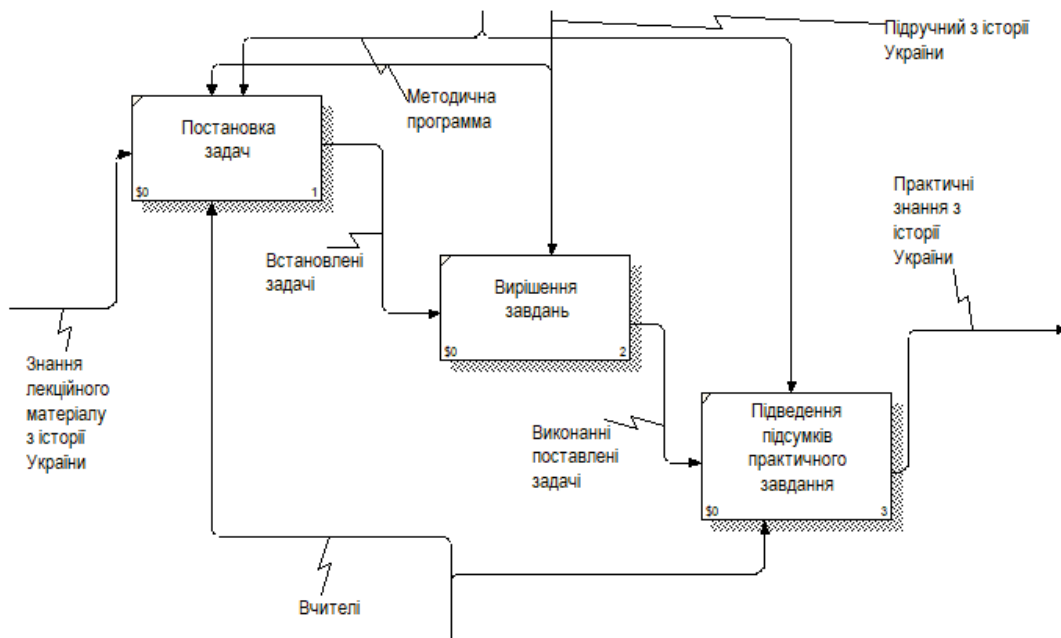 Підручний з історії
України
Методична
программа
Постановка
задач
$0
1
Практичні
знання з
історії
України
Встановлені
задачі
Вирішення
завдань
$0
2
Знання
лекційного
матеріалу
з історії
України
Виконанні
поставлені
задачі
Підведення
підсумків
практичного
завдання
$0
3
Вчителі